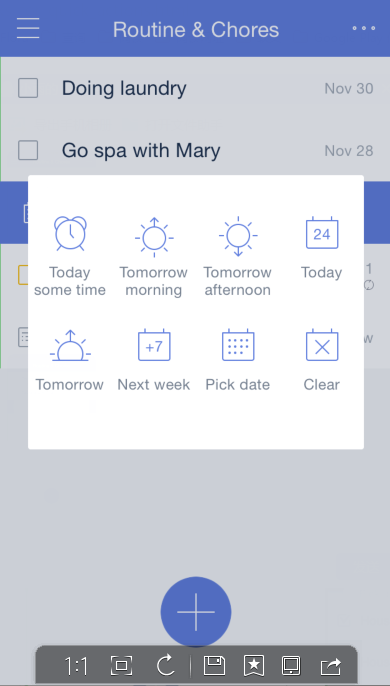 Routine & Chores
Doing laundry
Nov 30
Go spa with Mary
Nov 28
Today
some time
Tomorrow
morning
Tomorrow
afternoon
24
Today
1
Tomorrow
+7
Next week
Pick date
Clear
w
1:1